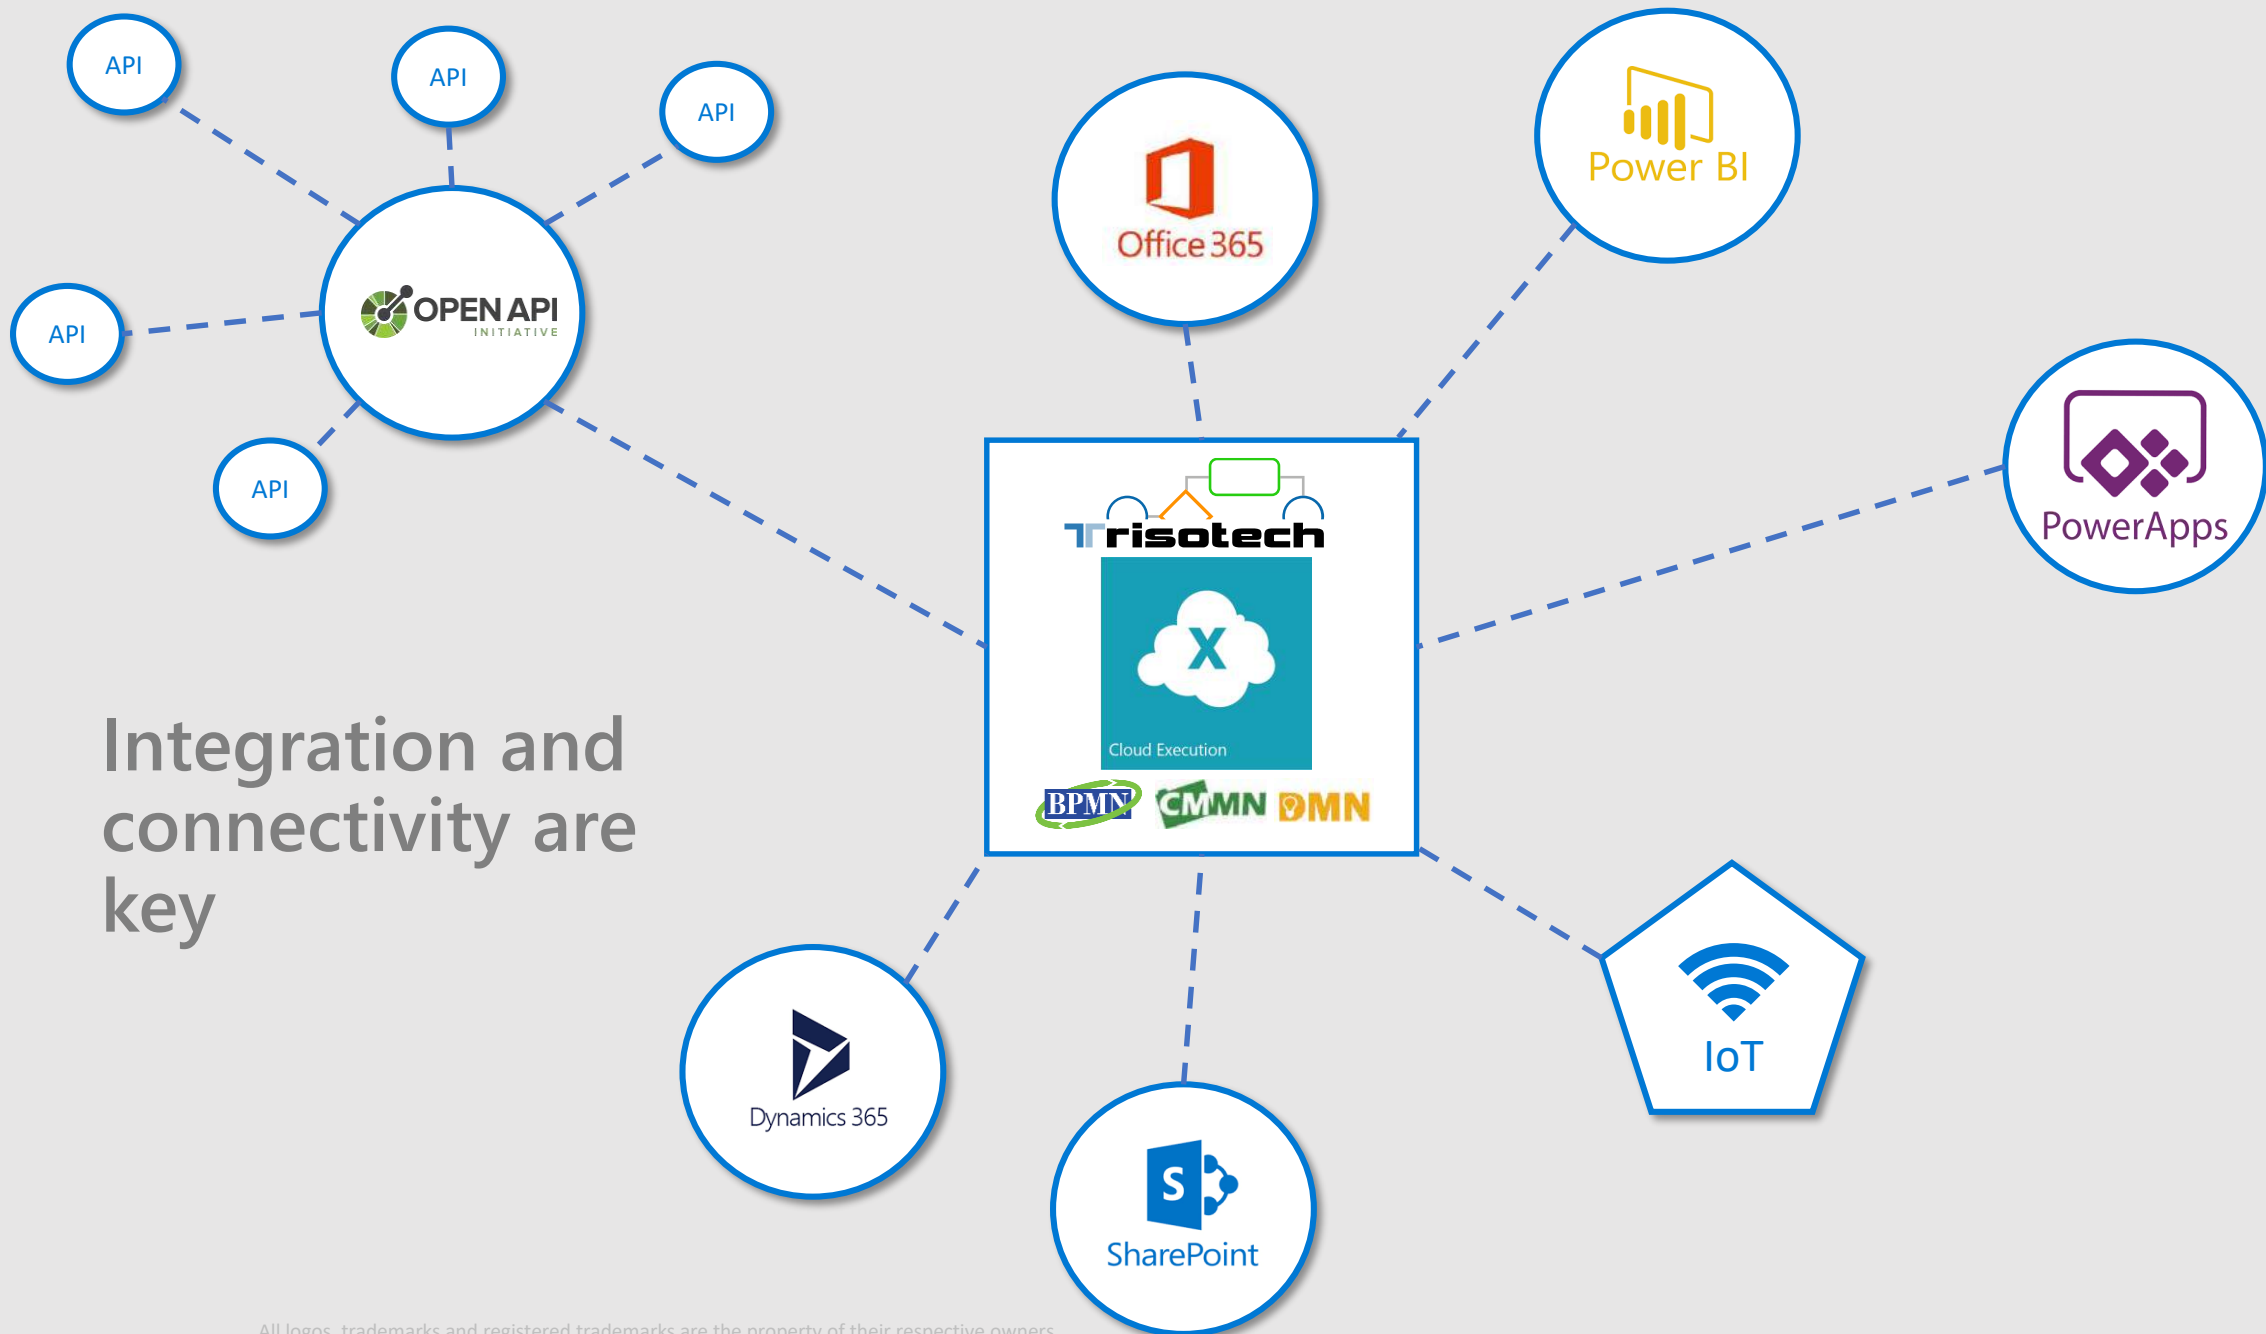 API
API
API
Office 365
Power BI
OPEN API
INITIATIVE
API
API
PowerApps
Trisotech
X
Cloud Execution
BPMN CMMN DMN
Integration and
connectivity are
key
IoT
Dynamics 365
S
SharePoint
All logos, trademarks and registered trademarks are the property of their respective owners